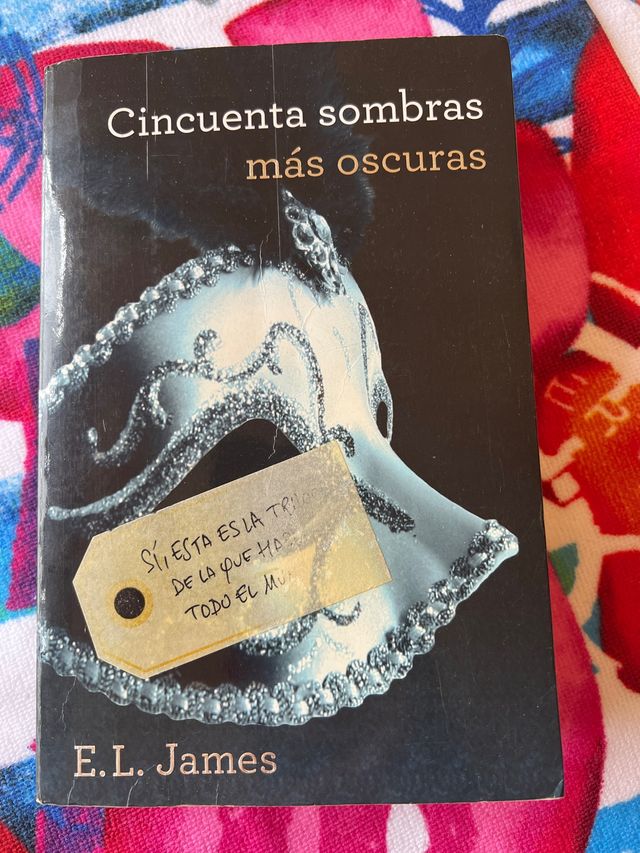 Cincuenta sombras
más oscuras
SÍ, ESTA ES LA
DE LA QUE
TODO EL
E.L. James